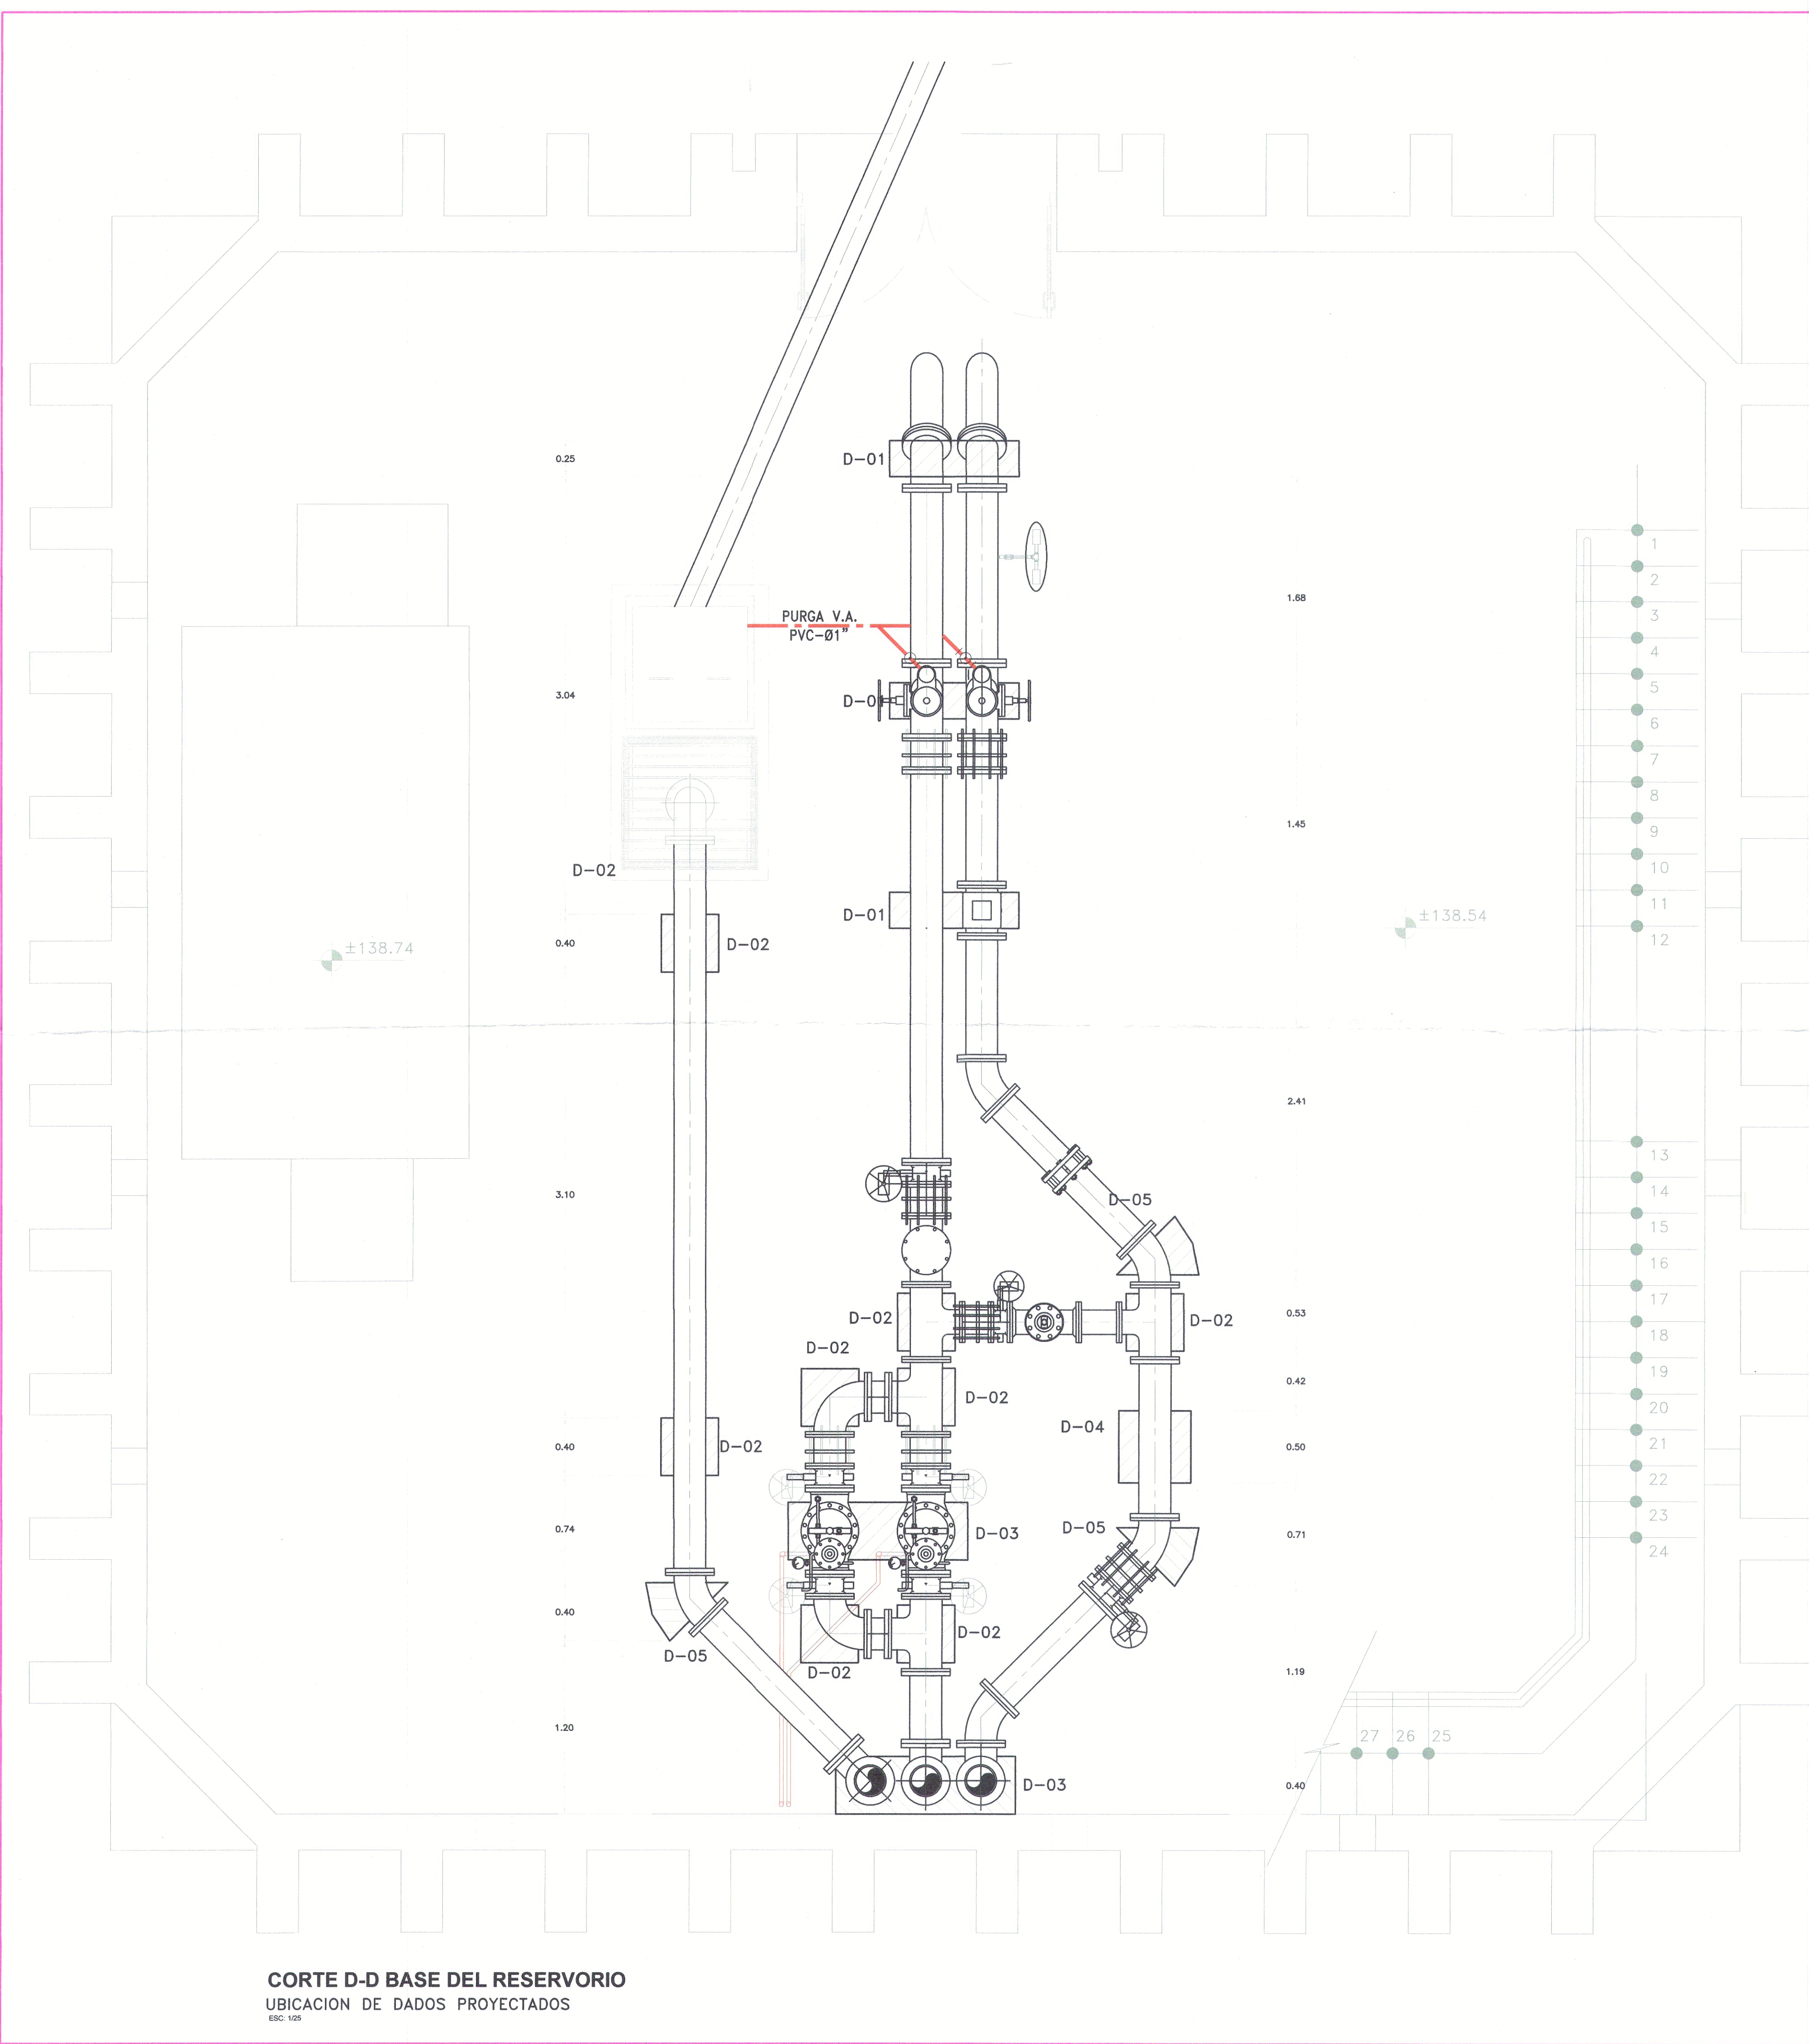 D-01
0.25
1
2
1.68
3
PURGA V.A.
PVC-Ø1"
4
5
3.04
D-0
6
7
8
1.45
9
10
D-02
11
D-01
±138.54
12
0.40
D-02
±138.74
2.41
13
14
3.10
D-05
15
16
17
0.53
D-02
D-02
18
D-02
19
0.42
D-02
20
D-04
21
0.40
D-02
0.50
22
23
0.74
D-03
D-05
0.71
24
0.40
D-02
D-05
D-02
1.19
1.20
27
26
25
D-03
0.40
CORTE D-D BASE DEL RESERVORIO
UBICACION DE DADOS PROYECTADOS
ESC: 1/25